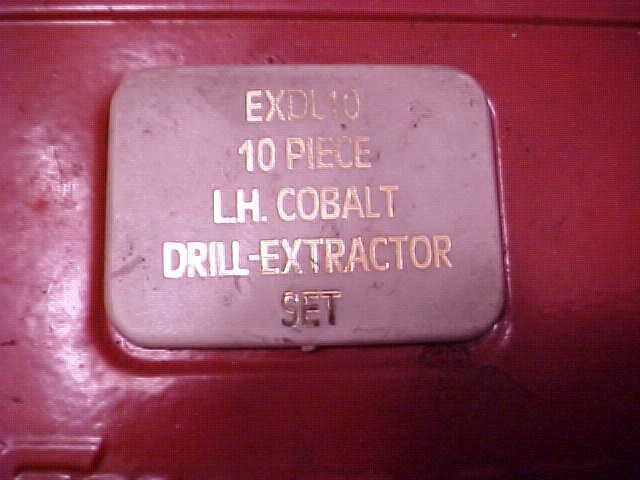 EXDL10
10 PIECE
L.H. COBALT
DRILL-EXTRACTOR
SET